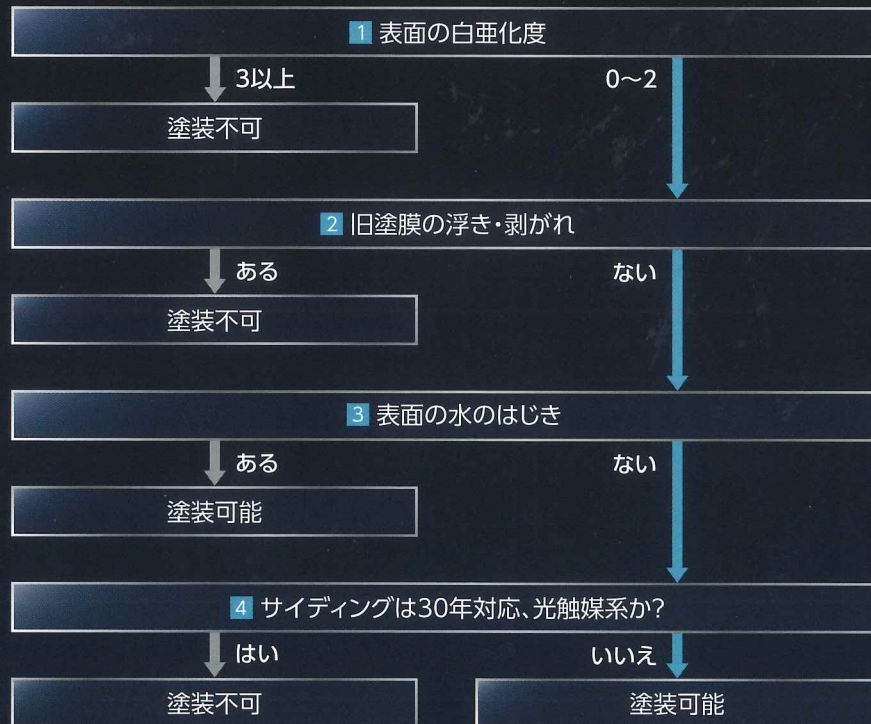 1 表面の白亜化度
3以上
0〜2
塗装不可
2 旧塗膜の浮き・剥がれ
ある
ない
塗装不可
3 表面の水のはじき
ある
ない
塗装可能
4 サイディングは30年対応、光触媒系か?
はい
いいえ
塗装不可
塗装可能